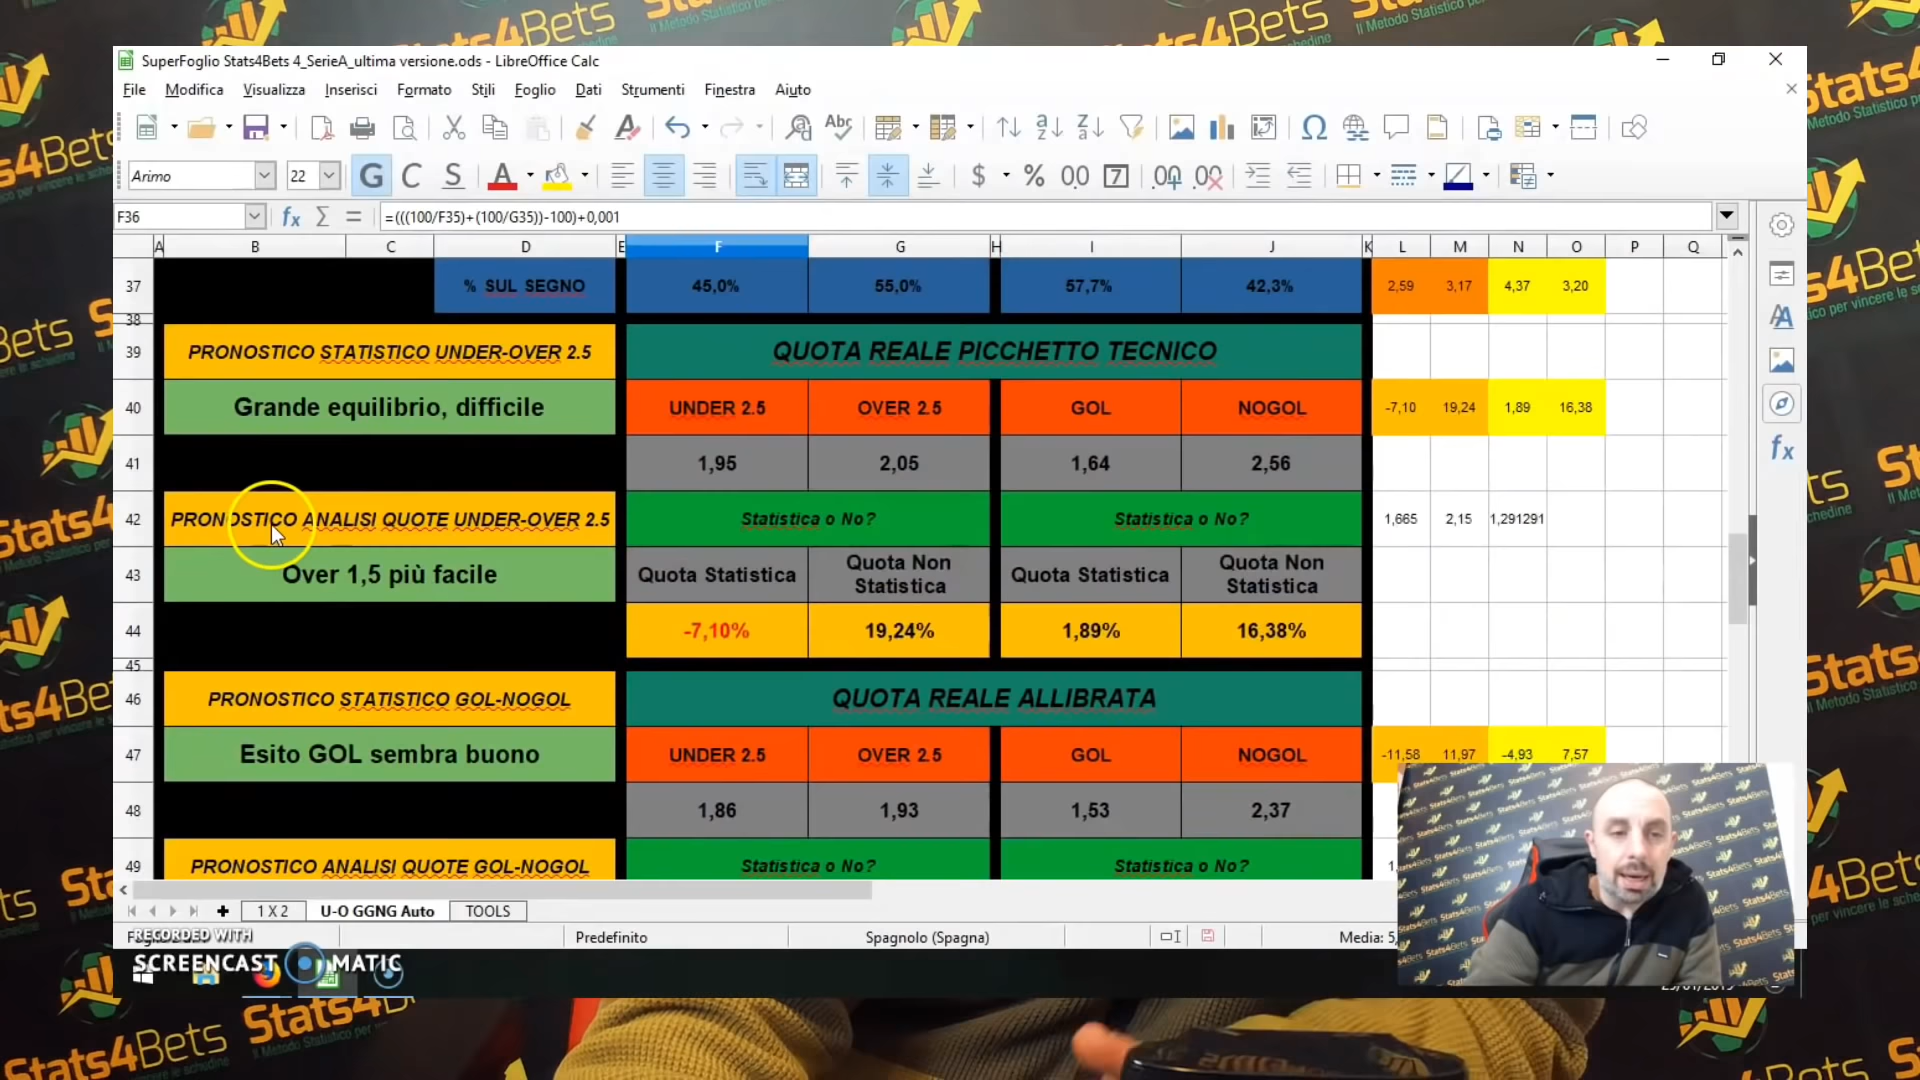 Stats4Bets
Il Metodo Statistico
SuperFoglio Stats4Bets 4_SerieA_ultima versione.ods - LibreOffice Calc
File Modifica Visualizza Inserisci Formato Stili Foglio Dati Strumenti Finestra Aiuto
Arimo 22 G C S
F36 =(((100/F35)+(100/G35))-100)+0,001
A B C D E F G H I J K L M N O P Q
37 % SUL SEGNO 45,0% 55,0% 57,7% 42,3% 2,59 3,17 4,37 3,20
38
39 PRONOSTICO STATISTICO UNDER-OVER 2.5 QUOTA REALE PICCHETTO TECNICO
40 Grande equilibrio, difficile UNDER 2.5 OVER 2.5 GOL NOGOL -7,10 19,24 1,89 16,38
41 1,95 2,05 1,64 2,56
42 PRONOSTICO ANALISI QUOTE UNDER-OVER 2.5 Statistica o No? Statistica o No? 1,665 2,15 1,291291
43 Over 1,5 più facile Quota Statistica Quota Non Statistica Quota Statistica Quota Non Statistica
44 -7,10% 19,24% 1,89% 16,38%
45
46 PRONOSTICO STATISTICO GOL-NOGOL QUOTA REALE ALLIBRATA
47 Esito GOL sembra buono UNDER 2.5 OVER 2.5 GOL NOGOL -11,58 11,97 -4,93 7,57
48 1,86 1,93 1,53 2,37
49 PRONOSTICO ANALISI QUOTE GOL-NOGOL Statistica o No? Statistica o No?
1 X 2 U-O GGNG Auto TOOLS
Predefinito Spagnolo (Spagna) Media: 5,
RECORDED WITH
SCREENCAST MATIC